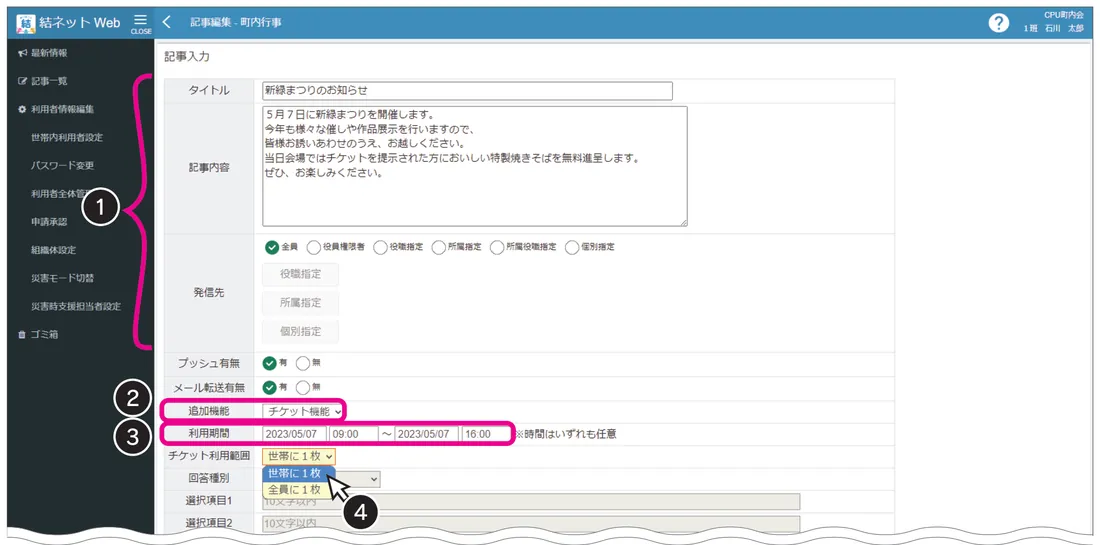 結ネット Web
CLOSE
記事編集 - 町内行事
?
CPU町内会
1班 石川 太郎
最新情報
記事一覧
利用者情報編集
世帯内利用者設定
パスワード変更
利用者全体管
申請承認
組織体設定
災害モード切替
災害時支援担当者設定
ゴミ箱
1
記事入力
タイトル 新緑まつりのお知らせ
記事内容
5月7日に新緑まつりを開催します。
今年も様々な催しや作品展示を行いますので、
皆様お誘いあわせのうえ、お越しください。
当日会場ではチケットを提示された方においしい特製焼きそばを無料進呈します。
ぜひ、お楽しみください。
発信先
全員 役員権限者 役職指定 所属指定 所属役職指定 個別指定
役職指定
所属指定
個別指定
プッシュ有無 有 無
メール転送有無 有 無
2
追加機能 チケット機能
3
利用期間 2023/05/07 09:00 ～ 2023/05/07 16:00 ※時間はいずれも任意
チケット利用範囲 世帯に1枚
世帯に1枚
全員に1枚
4
回答種別
選択項目1 10文字以内
選択項目2 10文字以内